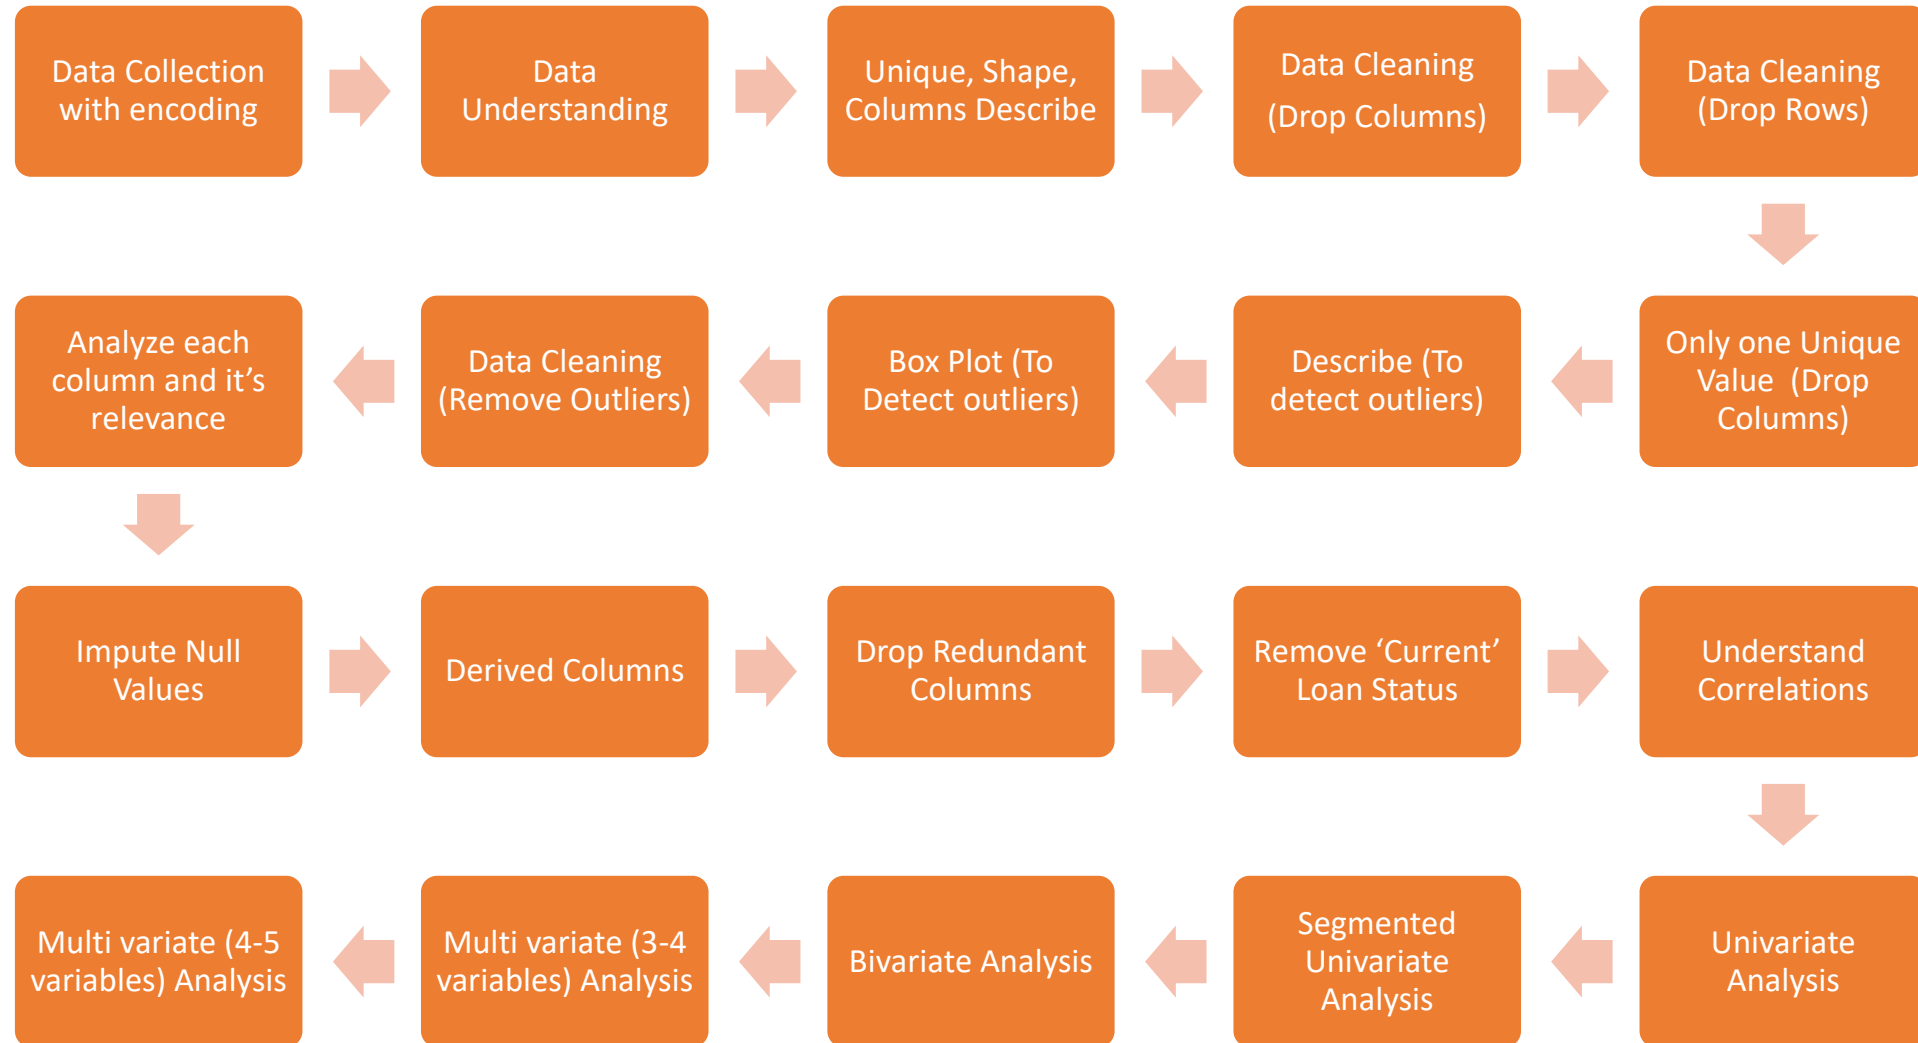 Data Collection
with encoding
Data
Understanding
Unique, Shape,
Columns Describe
Data Cleaning
(Drop Columns)
Data Cleaning
(Drop Rows)
Only one Unique
Value (Drop
Columns)
Describe (To
detect outliers)
Box Plot (To
Detect outliers)
Data Cleaning
(Remove Outliers)
Analyze each
column and it’s
relevance
Impute Null
Values
Derived Columns
Drop Redundant
Columns
Remove ‘Current’
Loan Status
Understand
Correlations
Univariate
Analysis
Segmented
Univariate
Analysis
Bivariate Analysis
Multi variate (3-4
variables) Analysis
Multi variate (4-5
variables) Analysis